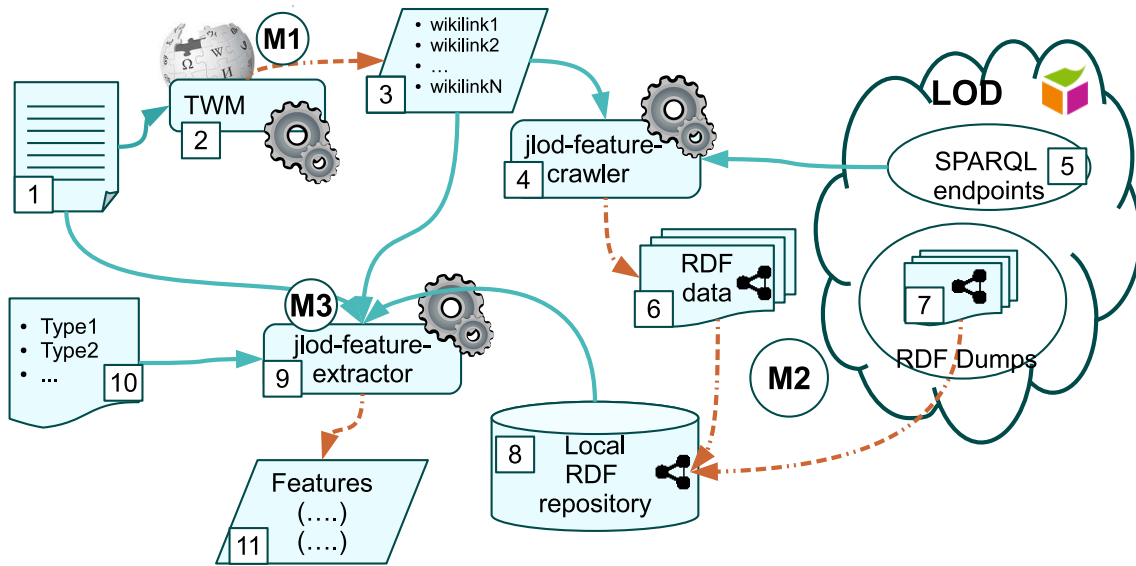 M1
TWM
2
1
• wikilink1
• wikilink2
• ...
• wikilinkN
3
jlod-feature-
crawler
4
LOD
SPARQL
endpoints
5
RDF
data
6
7
RDF Dumps
M2
M3
• Type1
• Type2
• ...
10
jlod-feature-
extractor
9
8
Local
RDF
repository
Features
(....)
(....)
11